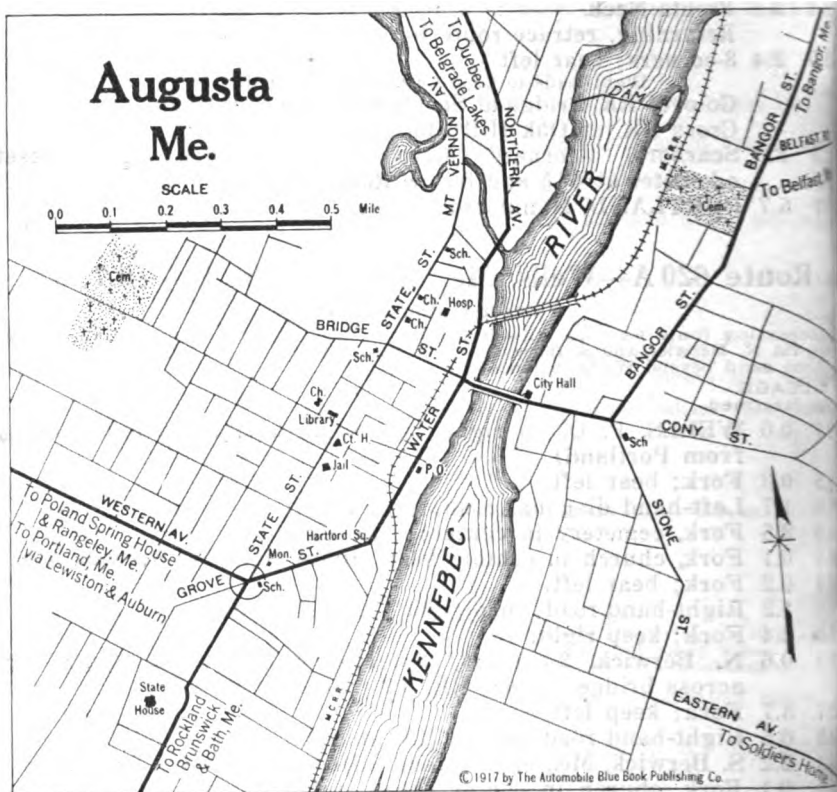 Augusta
Me.
SCALE
0.0 0.1 0.2 0.3 0.4 0.5 Mile
To Quebec
To Belgrade Lakes
MT VERNON AV.
NORTHERN AV.
DAM
RIVER
M.C.R.R.
BANGOR ST.
To Bangor, Me.
BELFAST
To Belfast
Cem.
Cem.
STATE ST.
Sch.
Ch.
Hosp.
Ch.
BRIDGE ST.
Sch.
WATER ST.
City Hall
BANGOR ST.
CONY ST.
Sch
Ch.
Library
Ct. H.
Jail
P.O.
STATE ST.
WESTERN AV.
To Poland Spring House
& Rangeley, Me.
To Portland, Me.
via Lewiston & Auburn
Hartford Sq.
Mon.
GROVE ST.
Sch.
STONE ST
KENNEBEC
State
House
M.C.R.R.
To Rockland
Brunswick
& Bath, Me.
EASTERN AV.
To Soldiers Home
©1917 by The Automobile Blue Book Publishing Co.